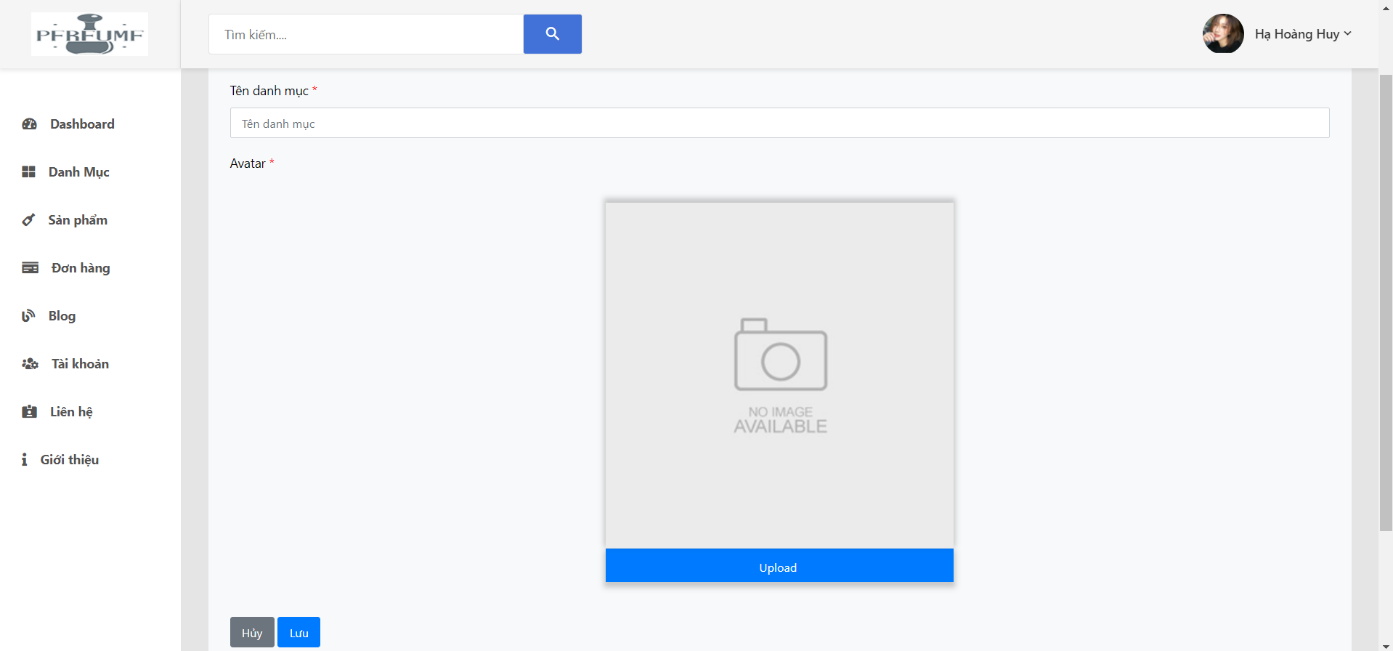 PERFUME
Tìm kiếm....
Hạ Hoàng Huy
Dashboard
Danh Mục
Sản phẩm
Đơn hàng
Blog
Tài khoản
Liên hệ
Giới thiệu
Tên danh mục *
Tên danh mục
Avatar *
NO IMAGE
AVAILABLE
Upload
Hủy
Lưu